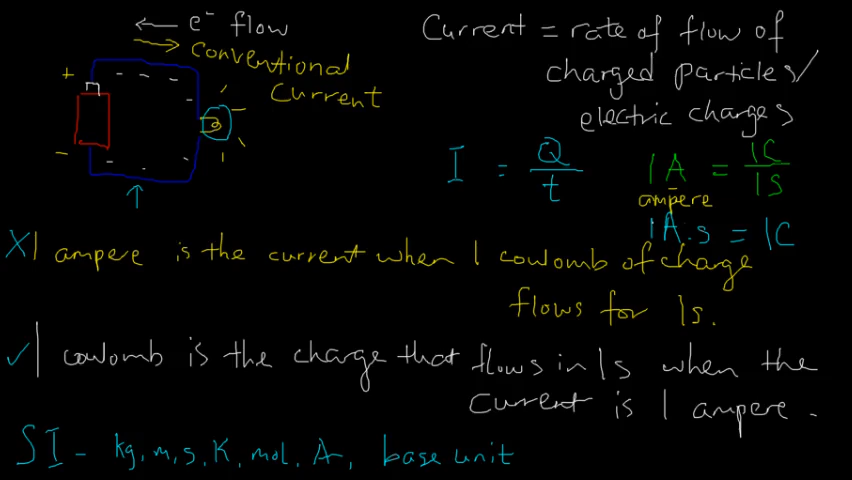 ← e⁻ flow
→ conventional
current
+
-
Current = rate of flow of
charged particles/
electric charges
I = Q/t
1A = 1C/1s
ampere
1A.s = 1C
X 1 ampere is the current when 1 coulomb of charge
flows for 1s.
✓ 1 coulomb is the charge that flows in 1s when the
current is 1 ampere.
SI - kg, m, s, K, mol, A, base unit